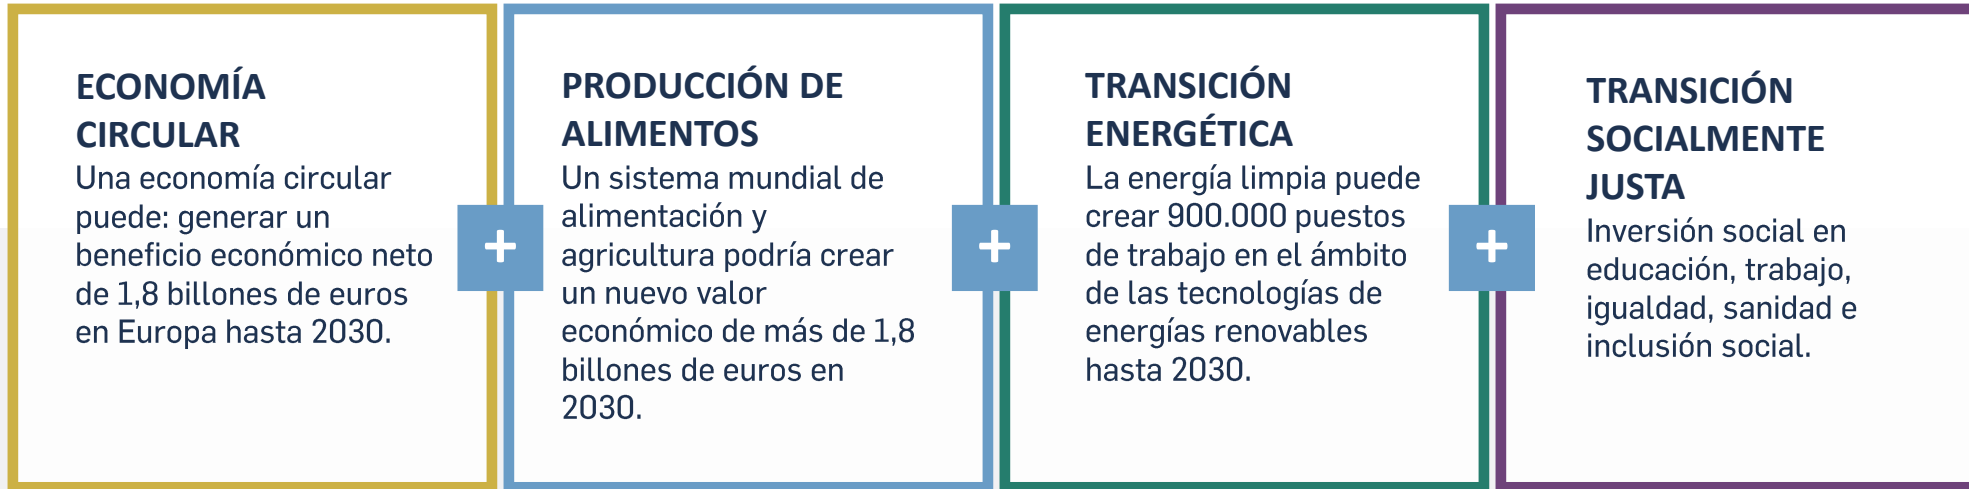 ECONOMÍA
CIRCULAR
Una economía circular
puede: generar un
beneficio económico neto
de 1,8 billones de euros
en Europa hasta 2030.
+
PRODUCCIÓN DE
ALIMENTOS
Un sistema mundial de
alimentación y
agricultura podría crear
un nuevo valor
económico de más de 1,8
billones de euros en
2030.
+
TRANSICIÓN
ENERGÉTICA
La energía limpia puede
crear 900.000 puestos
de trabajo en el ámbito
de las tecnologías de
energías renovables
hasta 2030.
+
TRANSICIÓN
SOCIALMENTE
JUSTA
Inversión social en
educación, trabajo,
igualdad, sanidad e
inclusión social.